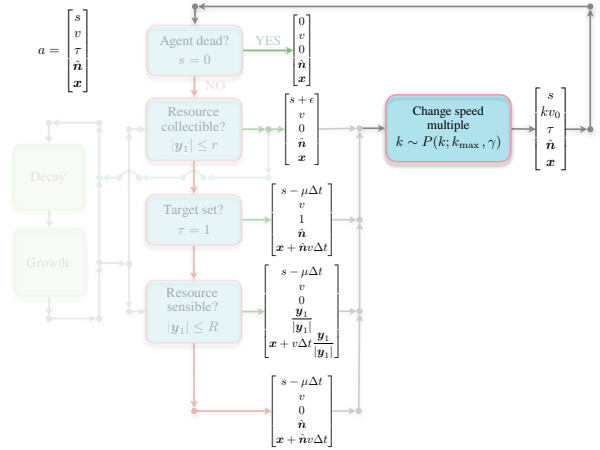 a = [s
v
τ
n̂
x]
Agent dead?
s = 0
YES
NO
[0
v
0
n̂
x]
Resource
collectible?
|y₁| ≤ r
[s + ϵ
v
0
n̂
x]
Change speed
multiple
k ∼ P(k; k_max, γ)
[s
kv₀
τ
n̂
x]
Decay
Growth
Target set?
τ = 1
[s − μΔt
v
1
n̂
x + n̂vΔt]
Resource
sensible?
|y₁| ≤ R
[s − μΔt
v
0
y₁/|y₁|
x + vΔt y₁/|y₁|]
[s − μΔt
v
0
n̂
x + n̂vΔt]